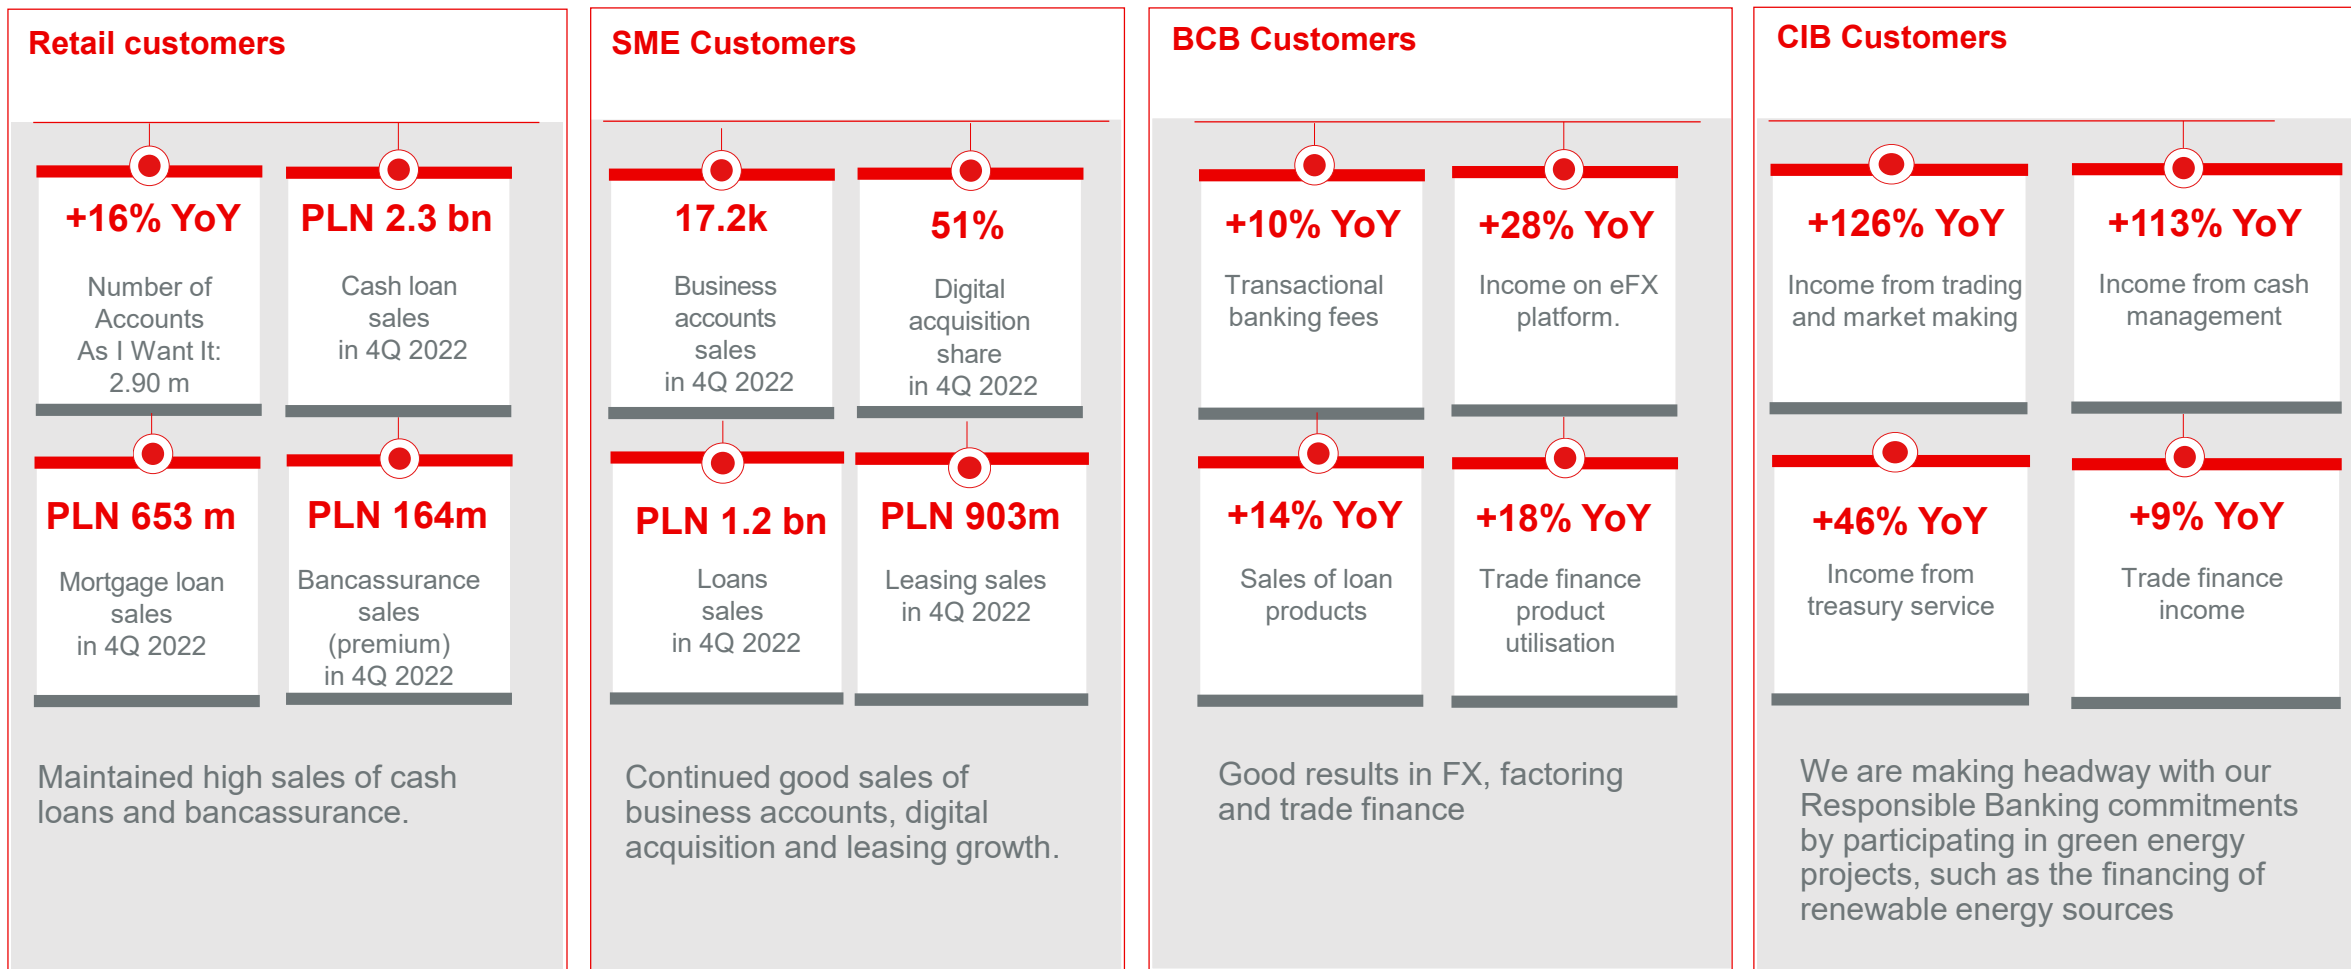 Retail customers
+16% YoY
Number of
Accounts
As I Want It:
2.90 m
PLN 2.3 bn
Cash loan
sales
in 4Q 2022
PLN 653 m
Mortgage loan
sales
in 4Q 2022
PLN 164m
Bancassurance
sales
(premium)
in 4Q 2022
Maintained high sales of cash
loans and bancassurance.
SME Customers
17.2k
Business
accounts
sales
in 4Q 2022
51%
Digital
acquisition
share
in 4Q 2022
PLN 1.2 bn
Loans
sales
in 4Q 2022
PLN 903m
Leasing sales
in 4Q 2022
Continued good sales of
business accounts, digital
acquisition and leasing growth.
BCB Customers
+10% YoY
Transactional
banking fees
+28% YoY
Income on eFX
platform.
+14% YoY
Sales of loan
products
+18% YoY
Trade finance
product
utilisation
Good results in FX, factoring
and trade finance
CIB Customers
+126% YoY
Income from trading
and market making
+113% YoY
Income from cash
management
+46% YoY
Income from
treasury service
+9% YoY
Trade finance
income
We are making headway with our
Responsible Banking commitments
by participating in green energy
projects, such as the financing of
renewable energy sources